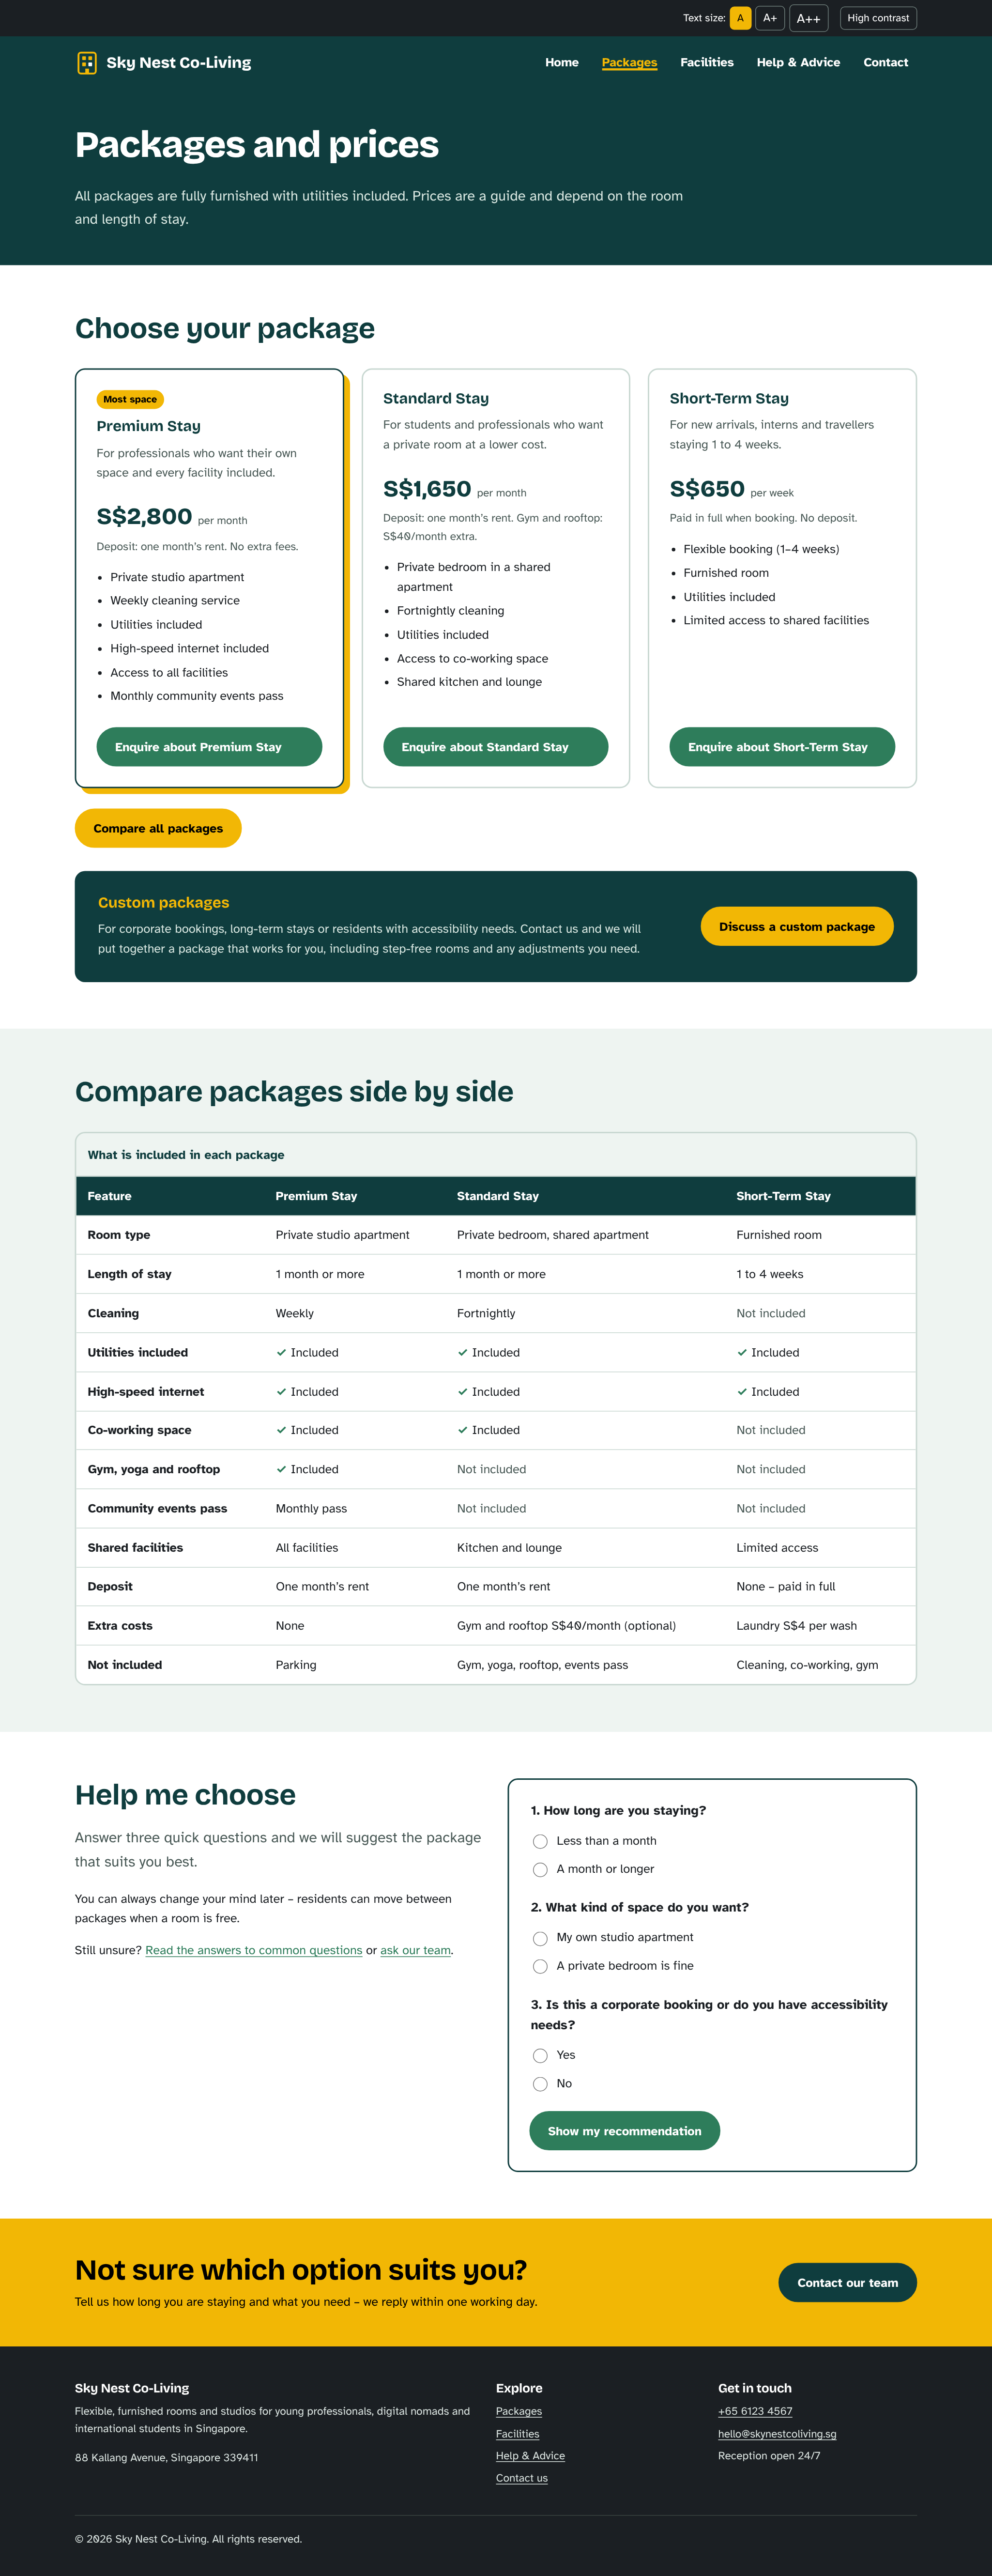 Text size: A A+ A++ High contrast
Sky Nest Co-Living
Home Packages Facilities Help & Advice Contact
Packages and prices
All packages are fully furnished with utilities included. Prices are a guide and depend on the room
and length of stay.
Choose your package
Most space
Premium Stay
For professionals who want their own
space and every facility included.
S$2,800 per month
Deposit: one month’s rent. No extra fees.
• Private studio apartment
• Weekly cleaning service
• Utilities included
• High-speed internet included
• Access to all facilities
• Monthly community events pass
Enquire about Premium Stay
Standard Stay
For students and professionals who want
a private room at a lower cost.
S$1,650 per month
Deposit: one month’s rent. Gym and rooftop:
S$40/month extra.
• Private bedroom in a shared
apartment
• Fortnightly cleaning
• Utilities included
• Access to co-working space
• Shared kitchen and lounge
Enquire about Standard Stay
Short-Term Stay
For new arrivals, interns and travellers
staying 1 to 4 weeks.
S$650 per week
Paid in full when booking. No deposit.
• Flexible booking (1–4 weeks)
• Furnished room
• Utilities included
• Limited access to shared facilities
Enquire about Short-Term Stay
Compare all packages
Custom packages
For corporate bookings, long-term stays or residents with accessibility needs. Contact us and we will
put together a package that works for you, including step-free rooms and any adjustments you need.
Discuss a custom package
Compare packages side by side
What is included in each package
Feature Premium Stay Standard Stay Short-Term Stay
Room type Private studio apartment Private bedroom, shared apartment Furnished room
Length of stay 1 month or more 1 month or more 1 to 4 weeks
Cleaning Weekly Fortnightly Not included
Utilities included ✓ Included ✓ Included ✓ Included
High-speed internet ✓ Included ✓ Included ✓ Included
Co-working space ✓ Included ✓ Included Not included
Gym, yoga and rooftop ✓ Included Not included Not included
Community events pass Monthly pass Not included Not included
Shared facilities All facilities Kitchen and lounge Limited access
Deposit One month’s rent One month’s rent None – paid in full
Extra costs None Gym and rooftop S$40/month (optional) Laundry S$4 per wash
Not included Parking Gym, yoga, rooftop, events pass Cleaning, co-working, gym
Help me choose
Answer three quick questions and we will suggest the package
that suits you best.
You can always change your mind later – residents can move between
packages when a room is free.
Still unsure? Read the answers to common questions or ask our team.
1. How long are you staying?
Less than a month
A month or longer
2. What kind of space do you want?
My own studio apartment
A private bedroom is fine
3. Is this a corporate booking or do you have accessibility
needs?
Yes
No
Show my recommendation
Not sure which option suits you?
Tell us how long you are staying and what you need – we reply within one working day.
Contact our team
Sky Nest Co-Living
Flexible, furnished rooms and studios for young professionals, digital nomads and
international students in Singapore.
88 Kallang Avenue, Singapore 339411
Explore
Packages
Facilities
Help & Advice
Contact us
Get in touch
+65 6123 4567
hello@skynestcoliving.sg
Reception open 24/7
© 2026 Sky Nest Co-Living. All rights reserved.